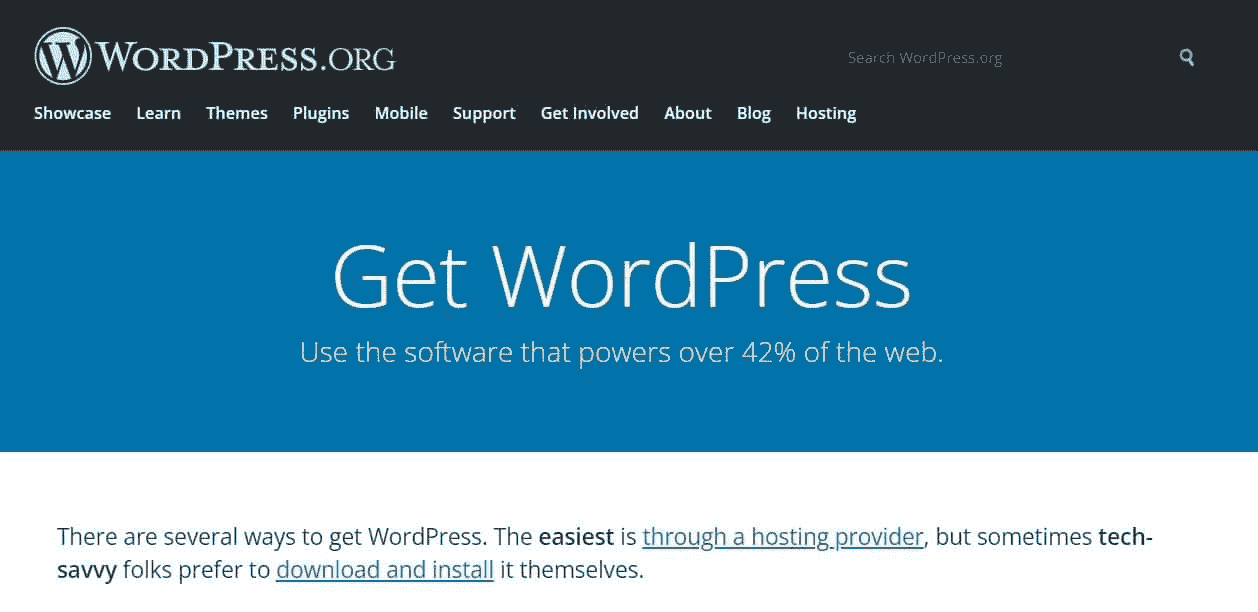 WORDPRESS.ORG
Search WordPress.org
Showcase Learn Themes Plugins Mobile Support Get Involved About Blog Hosting
Get WordPress
Use the software that powers over 42% of the web.
There are several ways to get WordPress. The easiest is through a hosting provider, but sometimes tech-
savvy folks prefer to download and install it themselves.